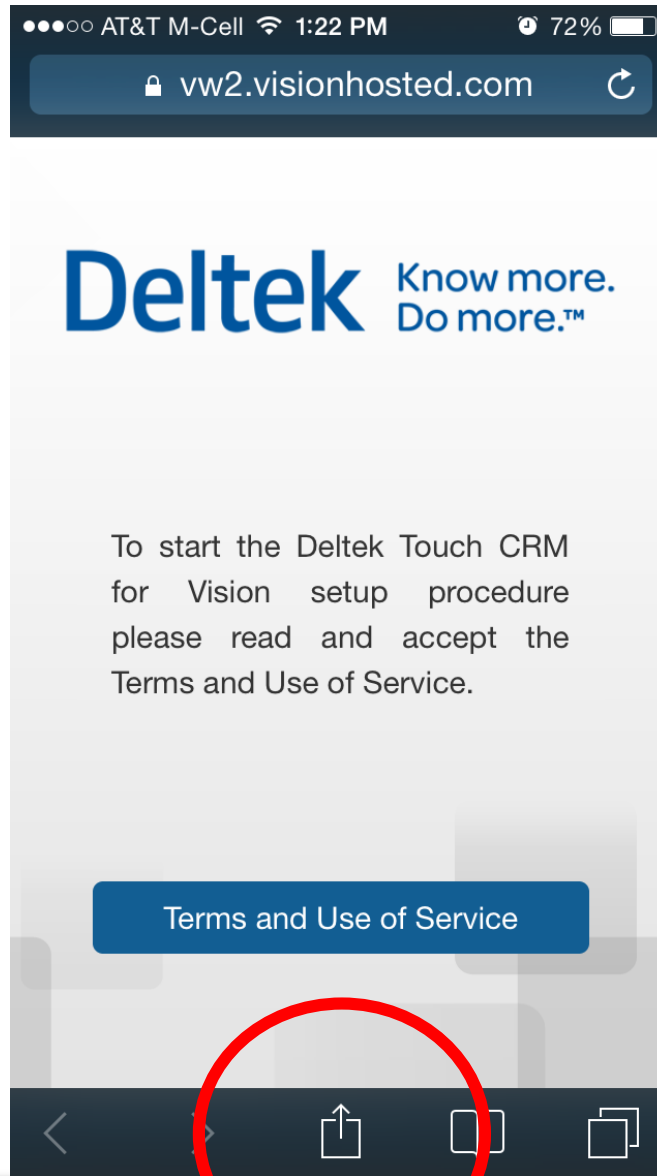 ●●●○○ AT&T M-Cell 1:22 PM 72%
vw2.visionhosted.com
Deltek Know more.
Do more.™
To start the Deltek Touch CRM
for Vision setup procedure
please read and accept the
Terms and Use of Service.
Terms and Use of Service